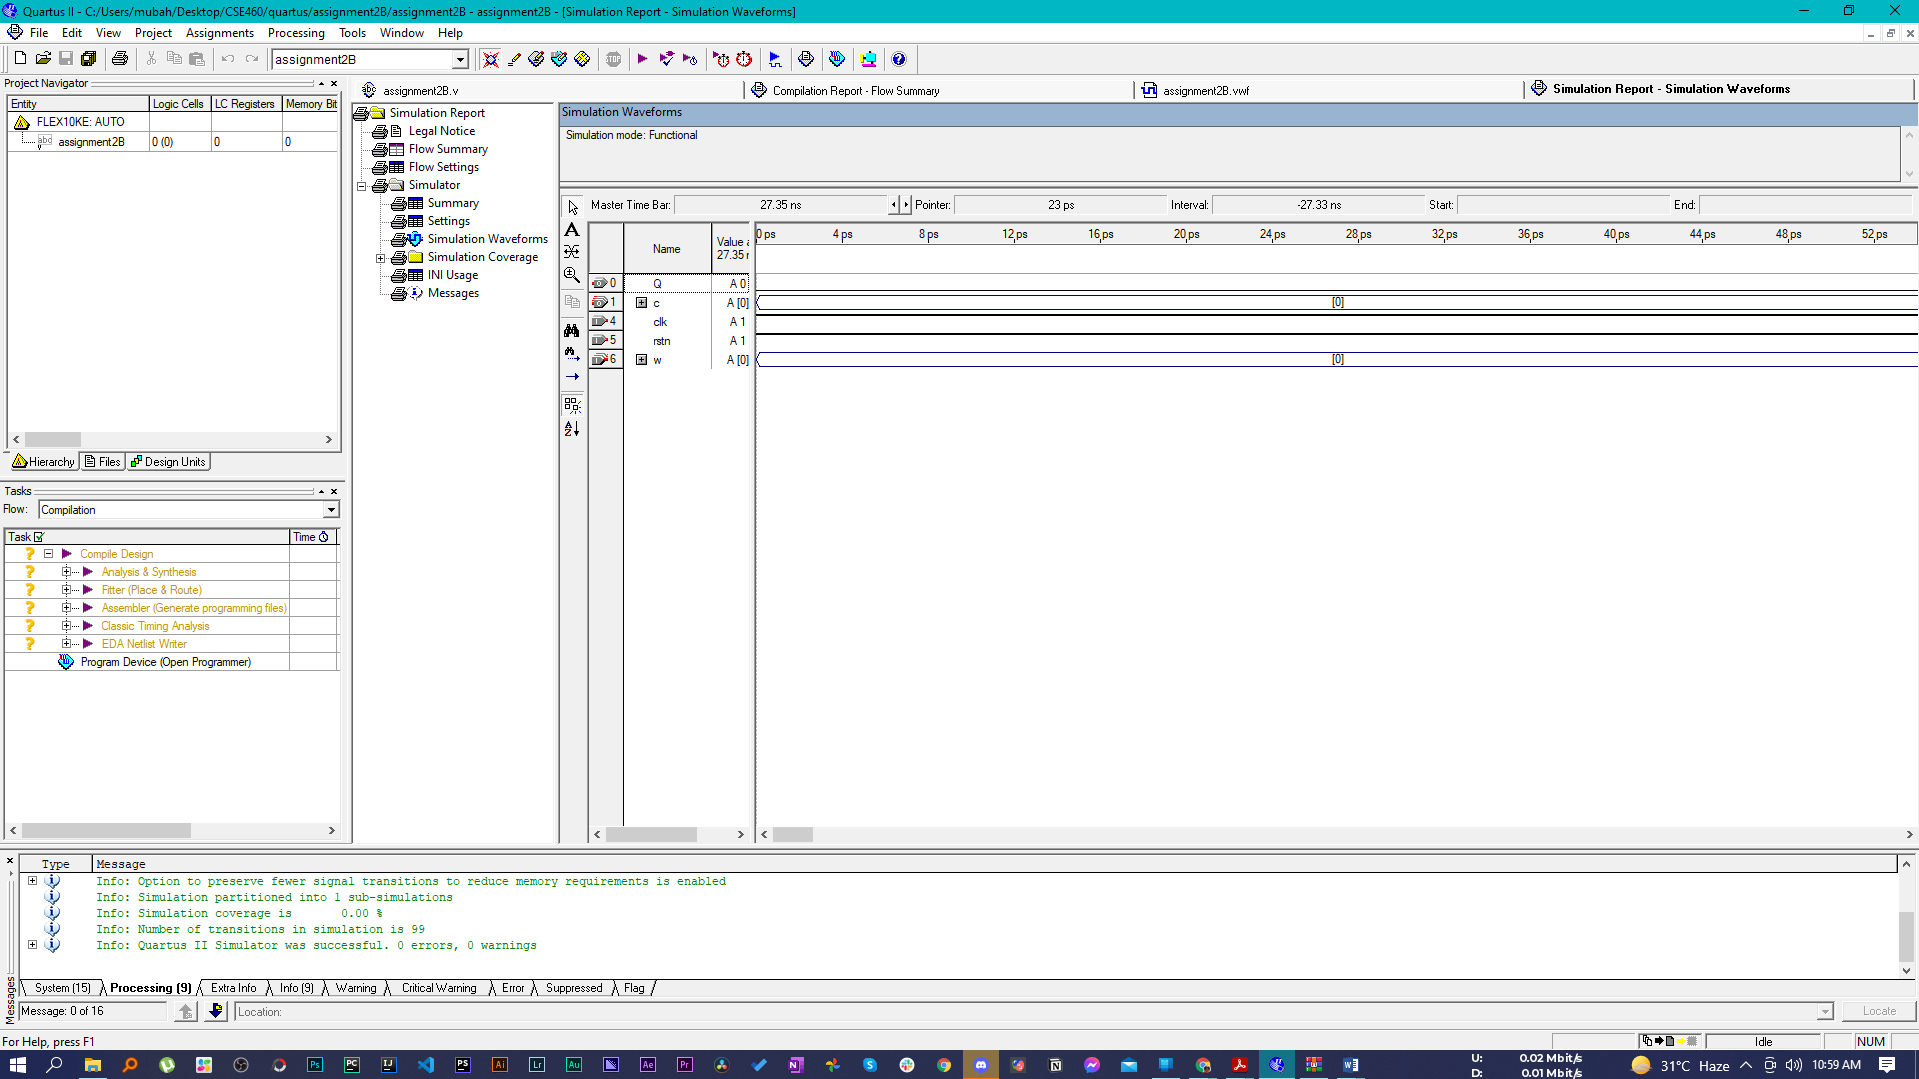 Quartus II - C:/Users/mubah/Desktop/CSE460/quartus/assignment2B/assignment2B - assignment2B - [Simulation Report - Simulation Waveforms]
File Edit View Project Assignments Processing Tools Window Help
assignment2B
Project Navigator
Entity Logic Cells LC Registers Memory Bit
FLEX10KE: AUTO
assignment2B 0 (0) 0 0
Hierarchy Files Design Units
Tasks
Flow: Compilation
Task Time
Compile Design
Analysis & Synthesis
Fitter (Place & Route)
Assembler (Generate programming files)
Classic Timing Analysis
EDA Netlist Writer
Program Device (Open Programmer)
assignment2B.v Compilation Report - Flow Summary assignment2B.vwf Simulation Report - Simulation Waveforms
Simulation Report
Legal Notice
Flow Summary
Flow Settings
Simulator
Summary
Settings
Simulation Waveforms
Simulation Coverage
INI Usage
Messages
Simulation Waveforms
Simulation mode: Functional
Master Time Bar: 27.35 ns Pointer: 23 ps Interval: -27.33 ns Start: End:
Name Value a
27.35 n
0 ps 4 ps 8 ps 12 ps 16 ps 20 ps 24 ps 28 ps 32 ps 36 ps 40 ps 44 ps 48 ps 52 ps
0 Q A 0
1 c A [0] [0]
4 clk A 1
5 rstn A 1
6 w A [0] [0]
Type Message
Info: Option to preserve fewer signal transitions to reduce memory requirements is enabled
Info: Simulation partitioned into 1 sub-simulations
Info: Simulation coverage is 0.00 %
Info: Number of transitions in simulation is 99
Info: Quartus II Simulator was successful. 0 errors, 0 warnings
System (15) Processing (9) Extra Info Info (9) Warning Critical Warning Error Suppressed Flag
Messages
Message: 0 of 16 Location: Locate
For Help, press F1 Idle NUM
U: 0.02 Mbit/s
D: 0.01 Mbit/s
31°C Haze 10:59 AM